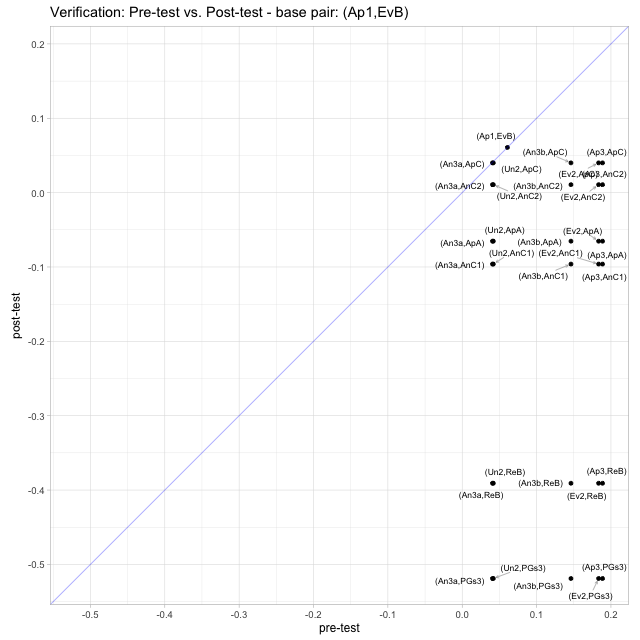 Verification: Pre-test vs. Post-test - base pair: (Ap1,EvB)
0.2
0.1
(Ap1,EvB)
(An3b,ApC)
(Ap3,ApC)
(An3a,ApC)
(Un2,ApC)
(Ev2,ApC)
(Ap3,AnC2)
0.0
(An3a,AnC2)
(An3b,AnC2)
(Un2,AnC2)
(Ev2,AnC2)
(Un2,ApA)
(Ev2,ApA)
(An3a,ApA)
(An3b,ApA)
(Un2,AnC1)
(Ev2,AnC1)
(Ap3,ApA)
-0.1
(An3a,AnC1)
(An3b,AnC1)
(Ap3,AnC1)
post-test
-0.2
-0.3
(Un2,ReB)
(Ap3,ReB)
-0.4
(An3b,ReB)
(An3a,ReB)
(Ev2,ReB)
-0.5
(Un2,PGs3)
(Ap3,PGs3)
(An3a,PGs3)
(An3b,PGs3)
(Ev2,PGs3)
-0.5 -0.4 -0.3 -0.2 -0.1 0.0 0.1 0.2
pre-test